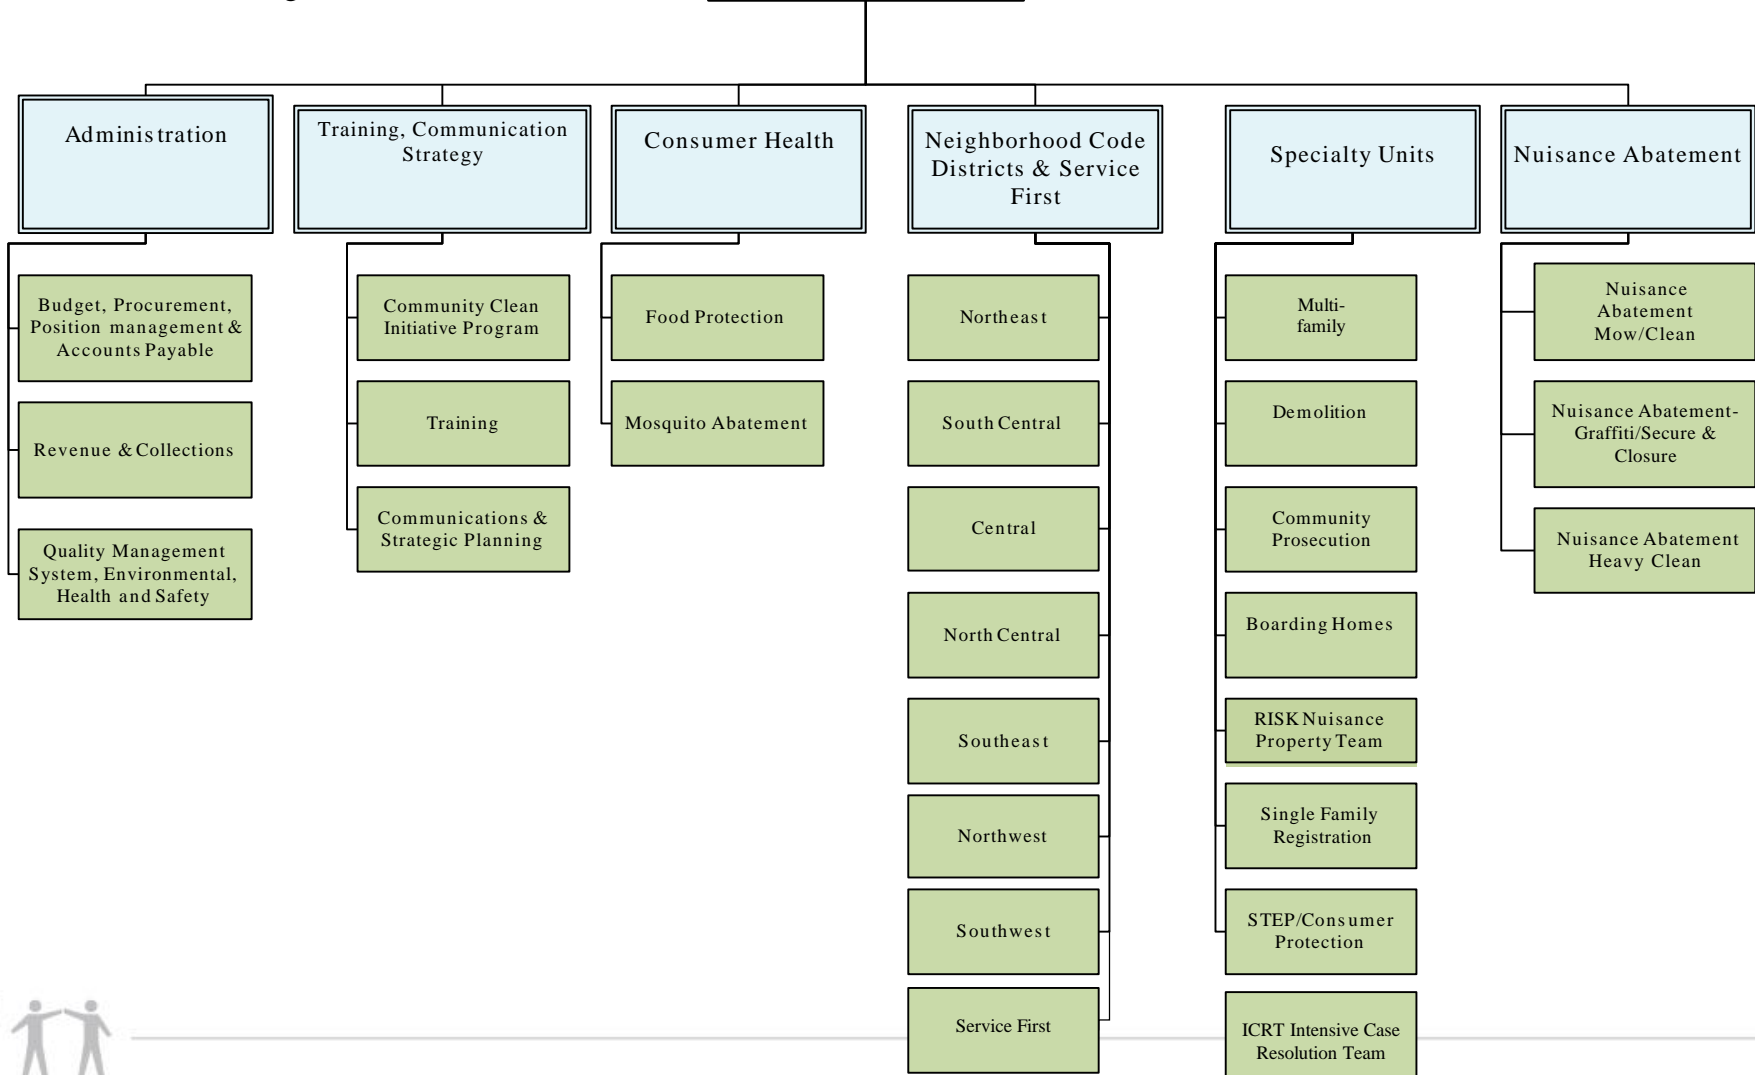 Administration
Training, Communication
Strategy
Consumer Health
Neighborhood Code
Districts & Service
First
Specialty Units
Nuisance Abatement
Budget, Procurement,
Position management &
Accounts Payable
Revenue & Collections
Quality Management
System, Environmental,
Health and Safety
Community Clean
Initiative Program
Training
Communications &
Strategic Planning
Food Protection
Mosquito Abatement
Northeast
South Central
Central
North Central
Southeast
Northwest
Southwest
Service First
Multi-
family
Demolition
Community
Prosecution
Boarding Homes
RISK Nuisance
Property Team
Single Family
Registration
STEP/Consumer
Protection
ICRT Intensive Case
Resolution Team
Nuisance
Abatement
Mow/Clean
Nuisance Abatement-
Graffiti/Secure &
Closure
Nuisance Abatement
Heavy Clean